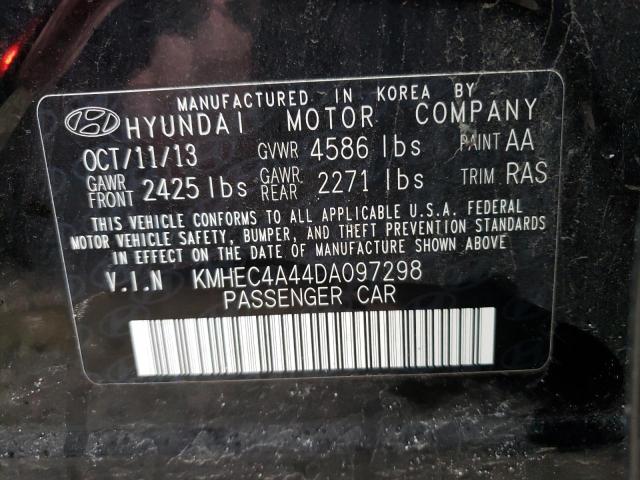 MANUFACTURED IN KOREA BY
HYUNDAI MOTOR COMPANY
OCT/11/13 GVWR 4586 lbs PAINT AA
GAWR FRONT 2425 lbs GAWR REAR 2271 lbs TRIM RAS
THIS VEHICLE CONFORMS TO ALL APPLICABLE U.S.A. FEDERAL
MOTOR VEHICLE SAFETY, BUMPER, AND THEFT PREVENTION STANDARDS
IN EFFECT ON THE DATE OF MANUFACTURE SHOWN ABOVE
V.I.N KMHEC4A44DA097298
PASSENGER CAR